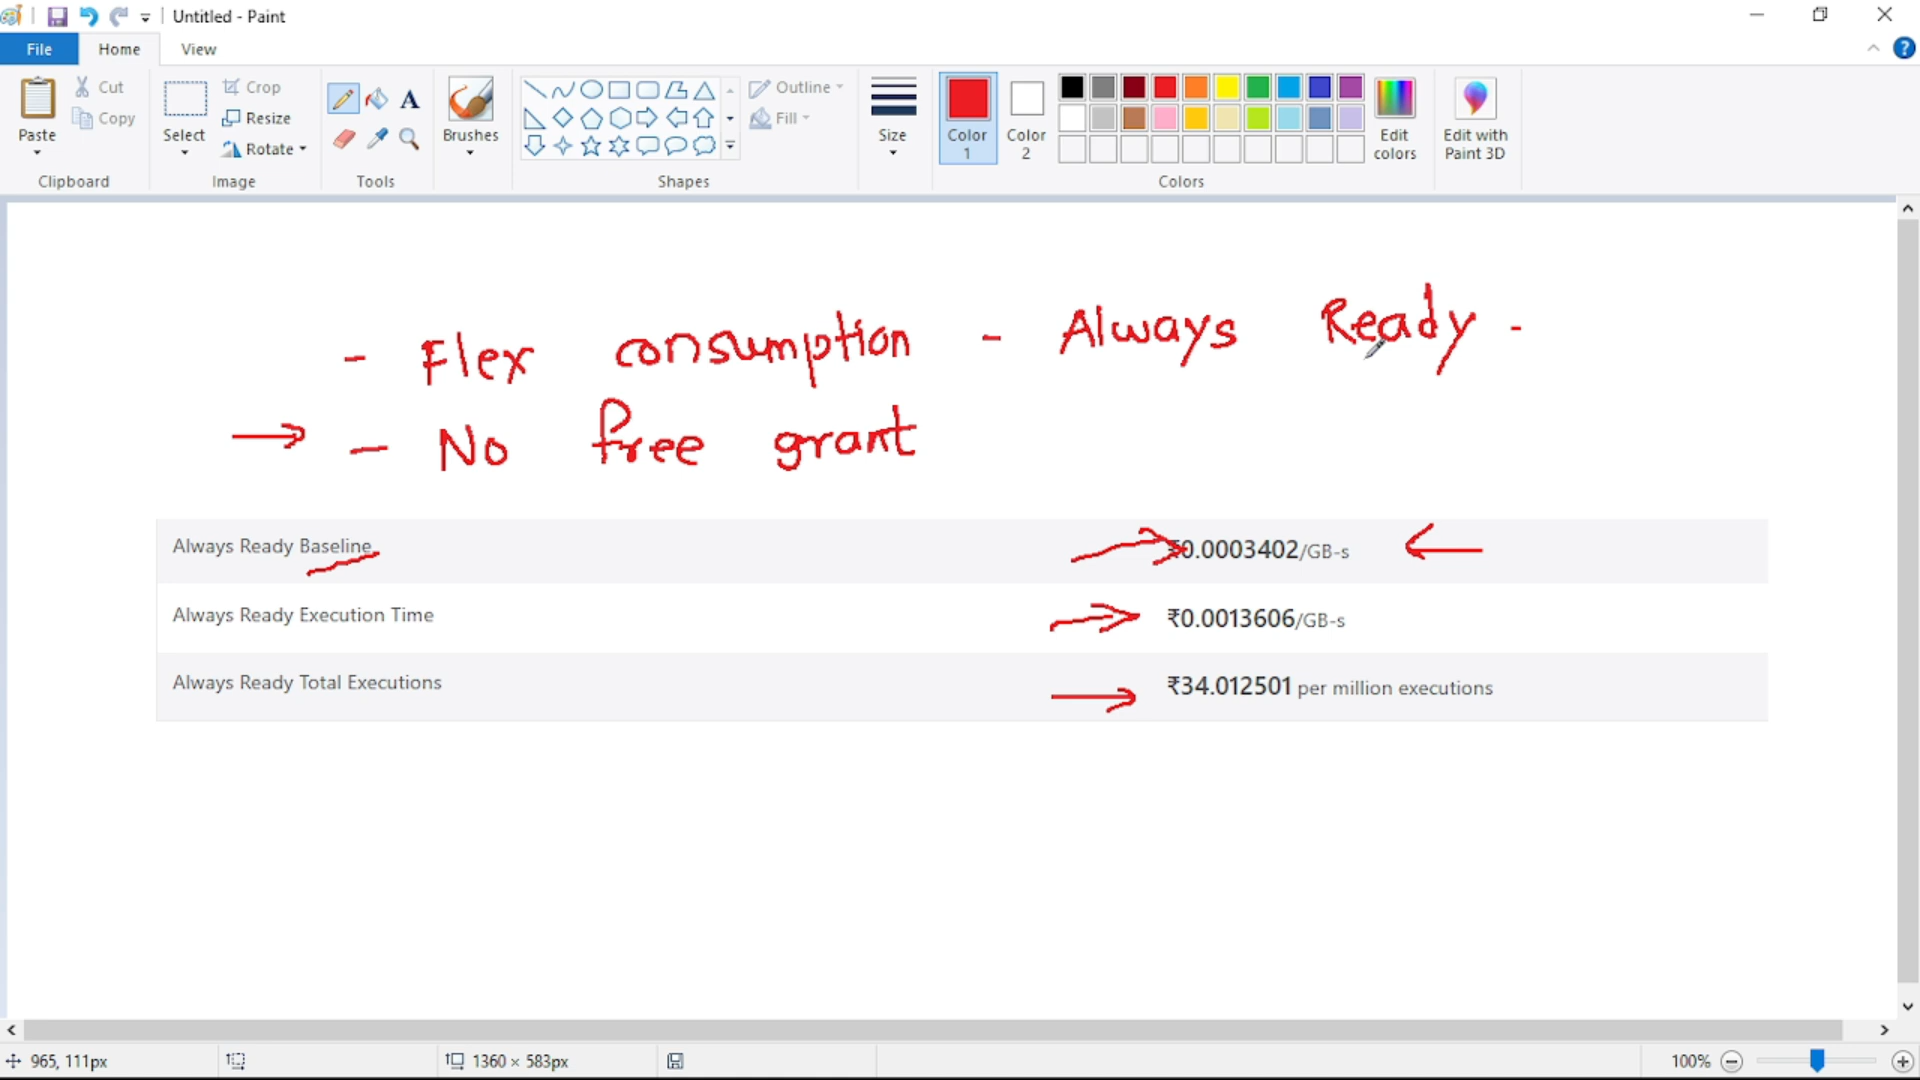 Untitled - Paint
File Home View
Paste
Cut
Copy
Clipboard
Select
Crop
Resize
Rotate
Image
A
Tools
Brushes
Outline
Fill
Shapes
Size
Color 1
Color 2
Edit colors
Colors
Edit with Paint 3D
- Flex consumption - Always Ready -
→ - No free grant
Always Ready Baseline ₹0.0003402/GB-s
Always Ready Execution Time ₹0.0013606/GB-s
Always Ready Total Executions ₹34.012501 per million executions
965, 111px 1360 × 583px 100%